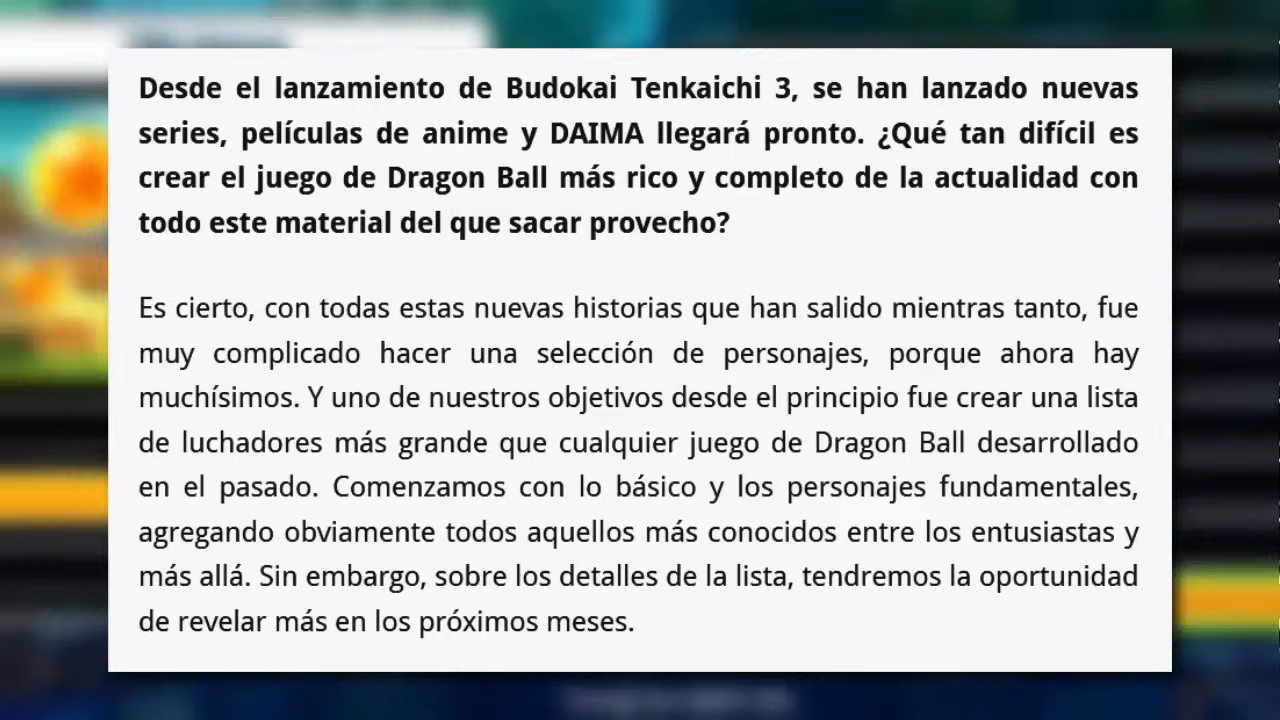 Desde el lanzamiento de Budokai Tenkaichi 3, se han lanzado nuevas
series, películas de anime y DAIMA llegará pronto. ¿Qué tan difícil es
crear el juego de Dragon Ball más rico y completo de la actualidad con
todo este material del que sacar provecho?
Es cierto, con todas estas nuevas historias que han salido mientras tanto, fue
muy complicado hacer una selección de personajes, porque ahora hay
muchísimos. Y uno de nuestros objetivos desde el principio fue crear una lista
de luchadores más grande que cualquier juego de Dragon Ball desarrollado
en el pasado. Comenzamos con lo básico y los personajes fundamentales,
agregando obviamente todos aquellos más conocidos entre los entusiastas y
más allá. Sin embargo, sobre los detalles de la lista, tendremos la oportunidad
de revelar más en los próximos meses.